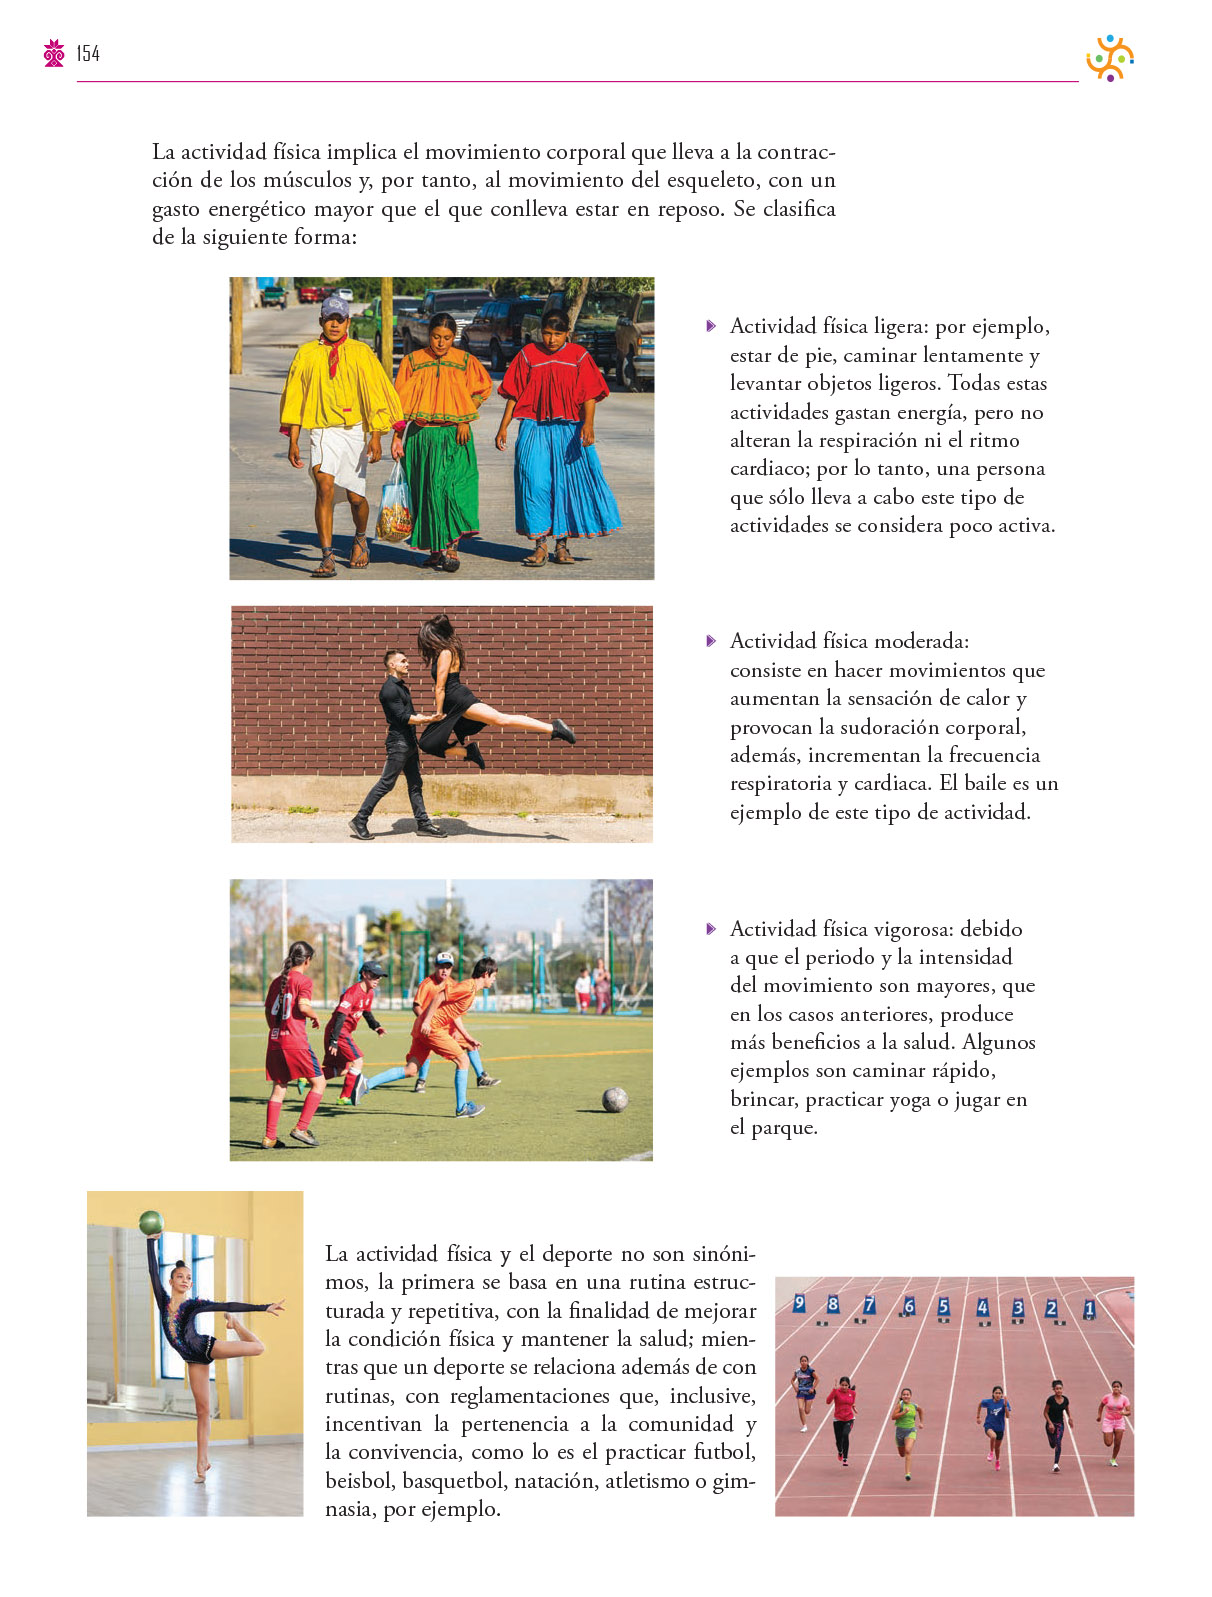 154
La actividad física implica el movimiento corporal que lleva a la contrac-
ción de los músculos y, por tanto, al movimiento del esqueleto, con un
gasto energético mayor que el que conlleva estar en reposo. Se clasifica
de la siguiente forma:
Actividad física ligera: por ejemplo,
estar de pie, caminar lentamente y
levantar objetos ligeros. Todas estas
actividades gastan energía, pero no
alteran la respiración ni el ritmo
cardiaco; por lo tanto, una persona
que sólo lleva a cabo este tipo de
actividades se considera poco activa.
Actividad física moderada:
consiste en hacer movimientos que
aumentan la sensación de calor y
provocan la sudoración corporal,
además, incrementan la frecuencia
respiratoria y cardiaca. El baile es un
ejemplo de este tipo de actividad.
Actividad física vigorosa: debido
a que el periodo y la intensidad
del movimiento son mayores, que
en los casos anteriores, produce
más beneficios a la salud. Algunos
ejemplos son caminar rápido,
brincar, practicar yoga o jugar en
el parque.
La actividad física y el deporte no son sinóni-
mos, la primera se basa en una rutina estruc-
turada y repetitiva, con la finalidad de mejorar
la condición física y mantener la salud; mien-
tras que un deporte se relaciona además de con
rutinas, con reglamentaciones que, inclusive,
incentivan la pertenencia a la comunidad y
la convivencia, como lo es el practicar futbol,
beisbol, basquetbol, natación, atletismo o gim-
nasia, por ejemplo.
9 8 7 6 5 4 3 2 1